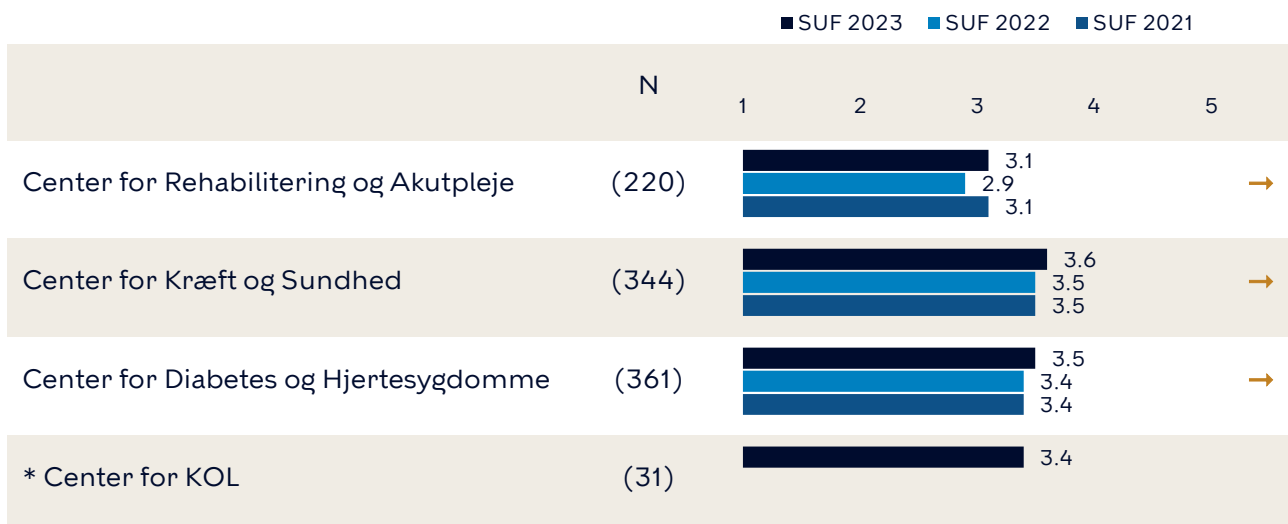 SUF 2023 SUF 2022 SUF 2021
N
1 2 3 4 5
Center for Rehabilitering og Akutpleje (220) 3.1
2.9
3.1
Center for Kræft og Sundhed (344) 3.6
3.5
3.5
Center for Diabetes og Hjertesygdomme (361) 3.5
3.4
3.4
* Center for KOL (31) 3.4